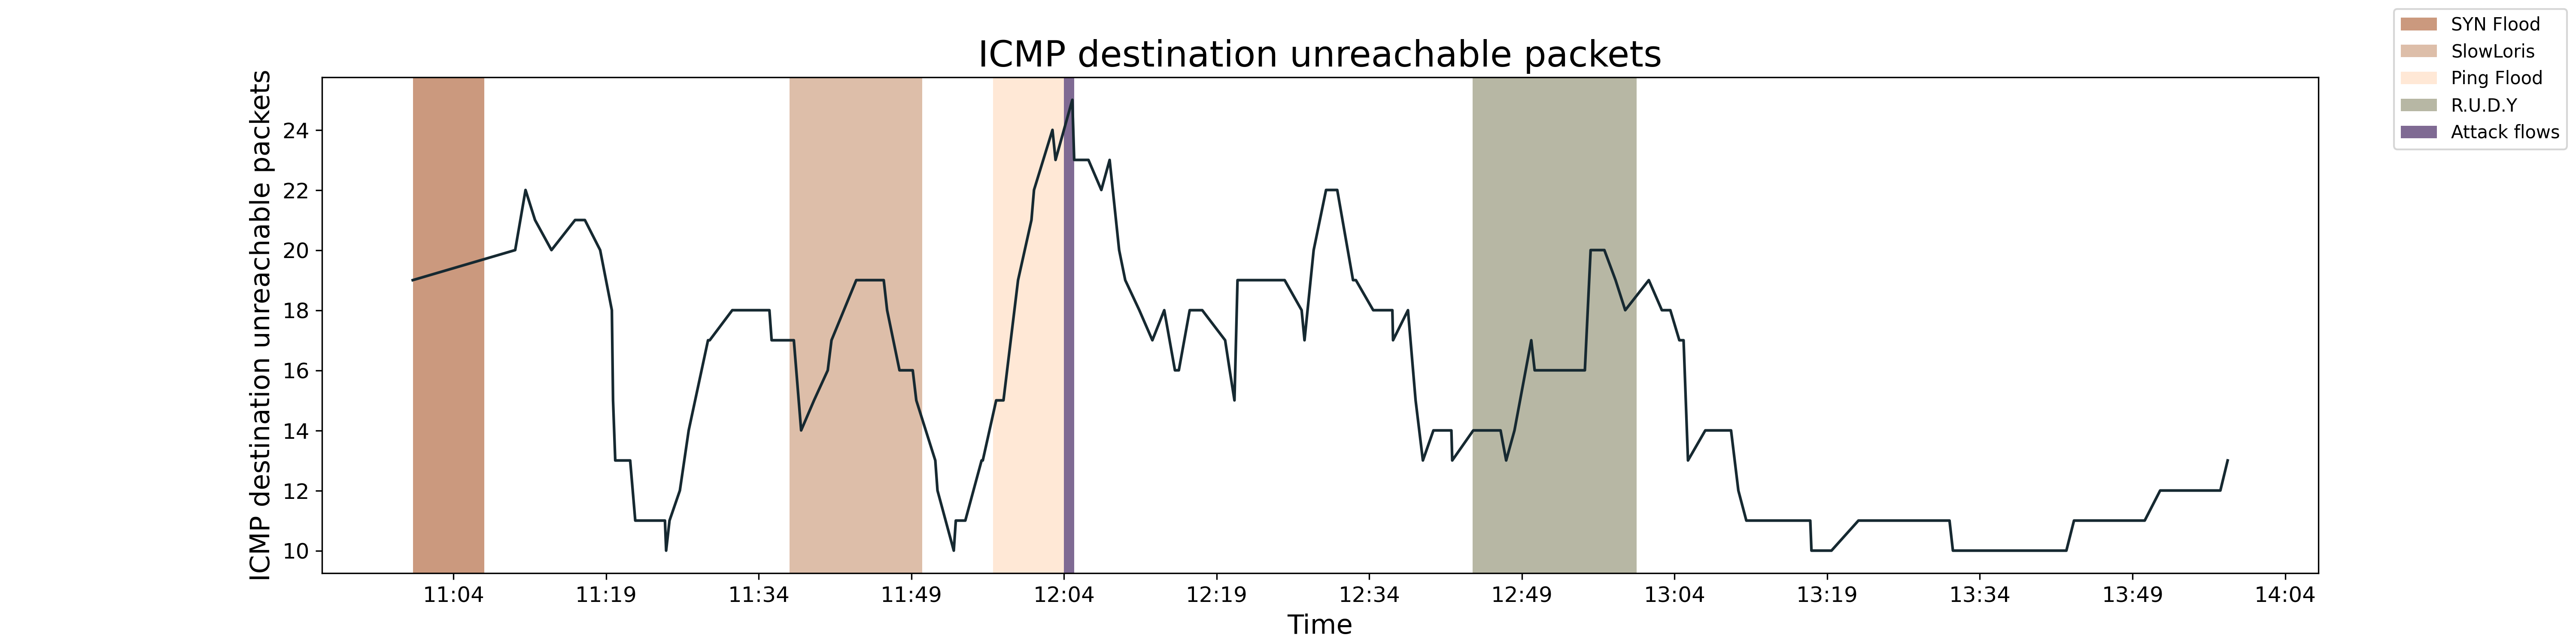 ICMP destination unreachable packets
SYN Flood
SlowLoris
Ping Flood
R.U.D.Y
Attack flows
ICMP destination unreachable packets
24
22
20
18
16
14
12
10
11:04 11:19 11:34 11:49 12:04 12:19 12:34 12:49 13:04 13:19 13:34 13:49 14:04
Time